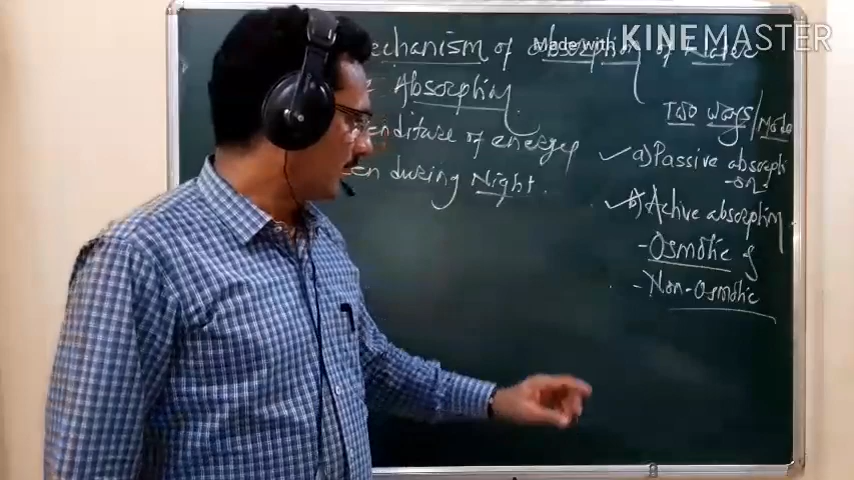 echanism of absorption of Water
Made with KINEMASTER
Absorption
Two ways/Mode
enditure of energy
a) Passive absorpti
-on.
en during Night.
b) Active absorption
- Osmotic &
- Non-Osmotic